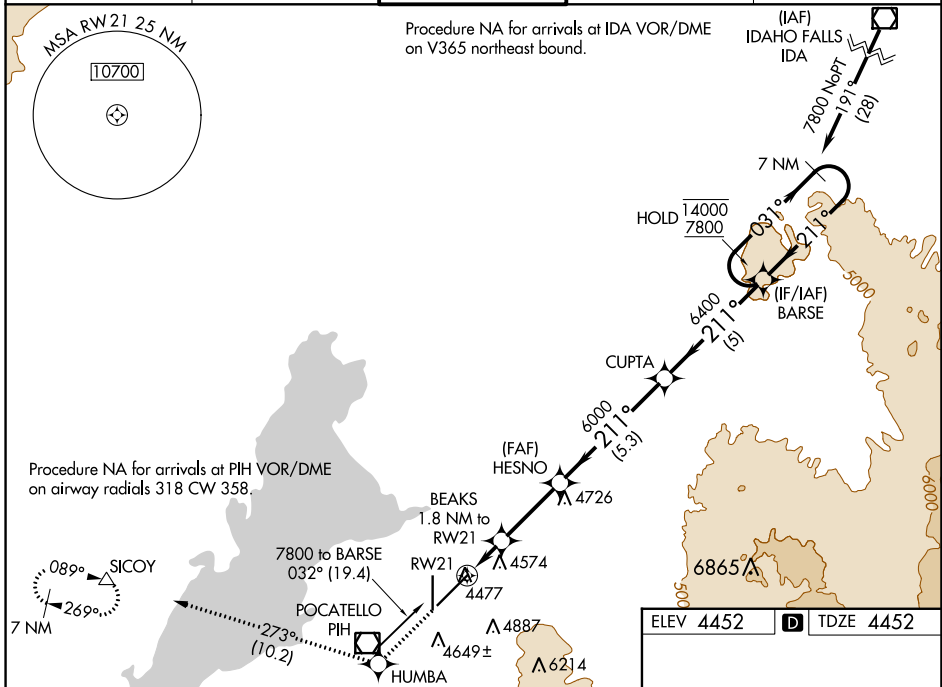 MSA RW 21 25 NM
10700
Procedure NA for arrivals at IDA VOR/DME
on V365 northeast bound.
(IAF)
IDAHO FALLS
IDA
7800 NoPT
191°
(28)
7 NM
HOLD 14000
7800
031°
211°
(IF/IAF)
BARSE
5000
6400
211°
(5)
CUPTA
6000
211°
(5.3)
(FAF)
HESNO
4726
6000
Procedure NA for arrivals at PIH VOR/DME
on airway radials 318 CW 358.
BEAKS
1.8 NM to
RW21
4574
7800 to BARSE
032° (19.4)
RW21
4477
089°
SICOY
269°
7 NM
6865
5000
POCATELLO
PIH
273°
(10.2)
HUMBA
4649±
4887
6214
ELEV 4452 D TDZE 4452